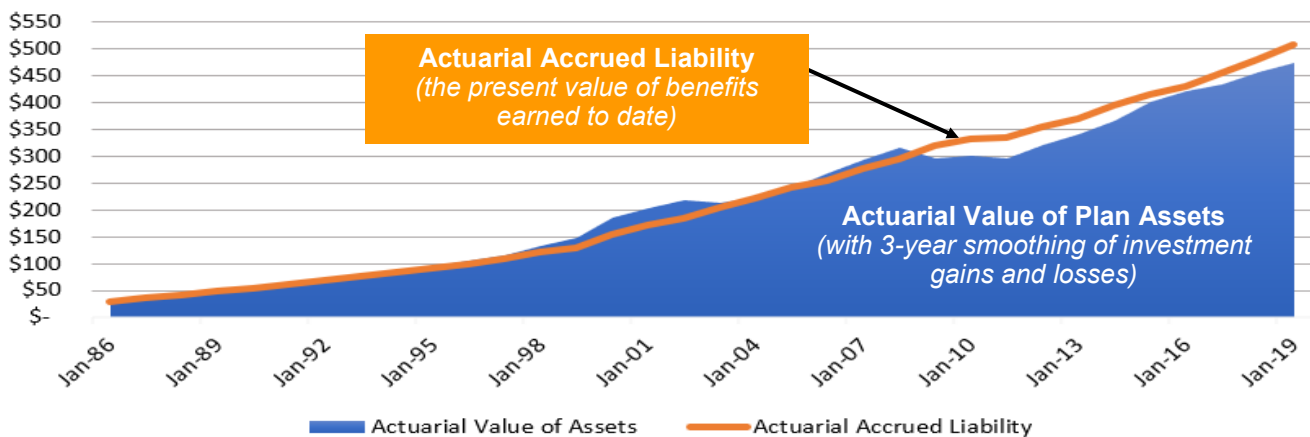 $550
$500
$450
$400
$350
$300
$250
$200
$150
$100
$50
$-
Actuarial Accrued Liability
(the present value of benefits
earned to date)
Actuarial Value of Plan Assets
(with 3-year smoothing of investment
gains and losses)
Jan-86
Jan-89
Jan-92
Jan-95
Jan-98
Jan-01
Jan-04
Jan-07
Jan-10
Jan-13
Jan-16
Jan-19
Actuarial Value of Assets
Actuarial Accrued Liability